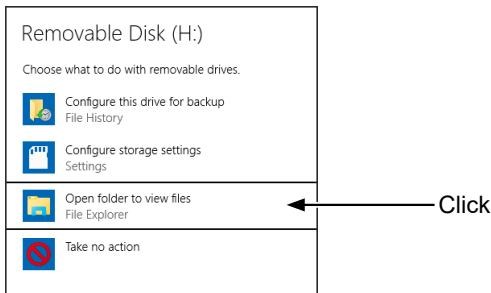 Removable Disk (H:)
Choose what to do with removable drives.
Configure this drive for backup
File History
Configure storage settings
Settings
Open folder to view files
File Explorer
Click
Take no action